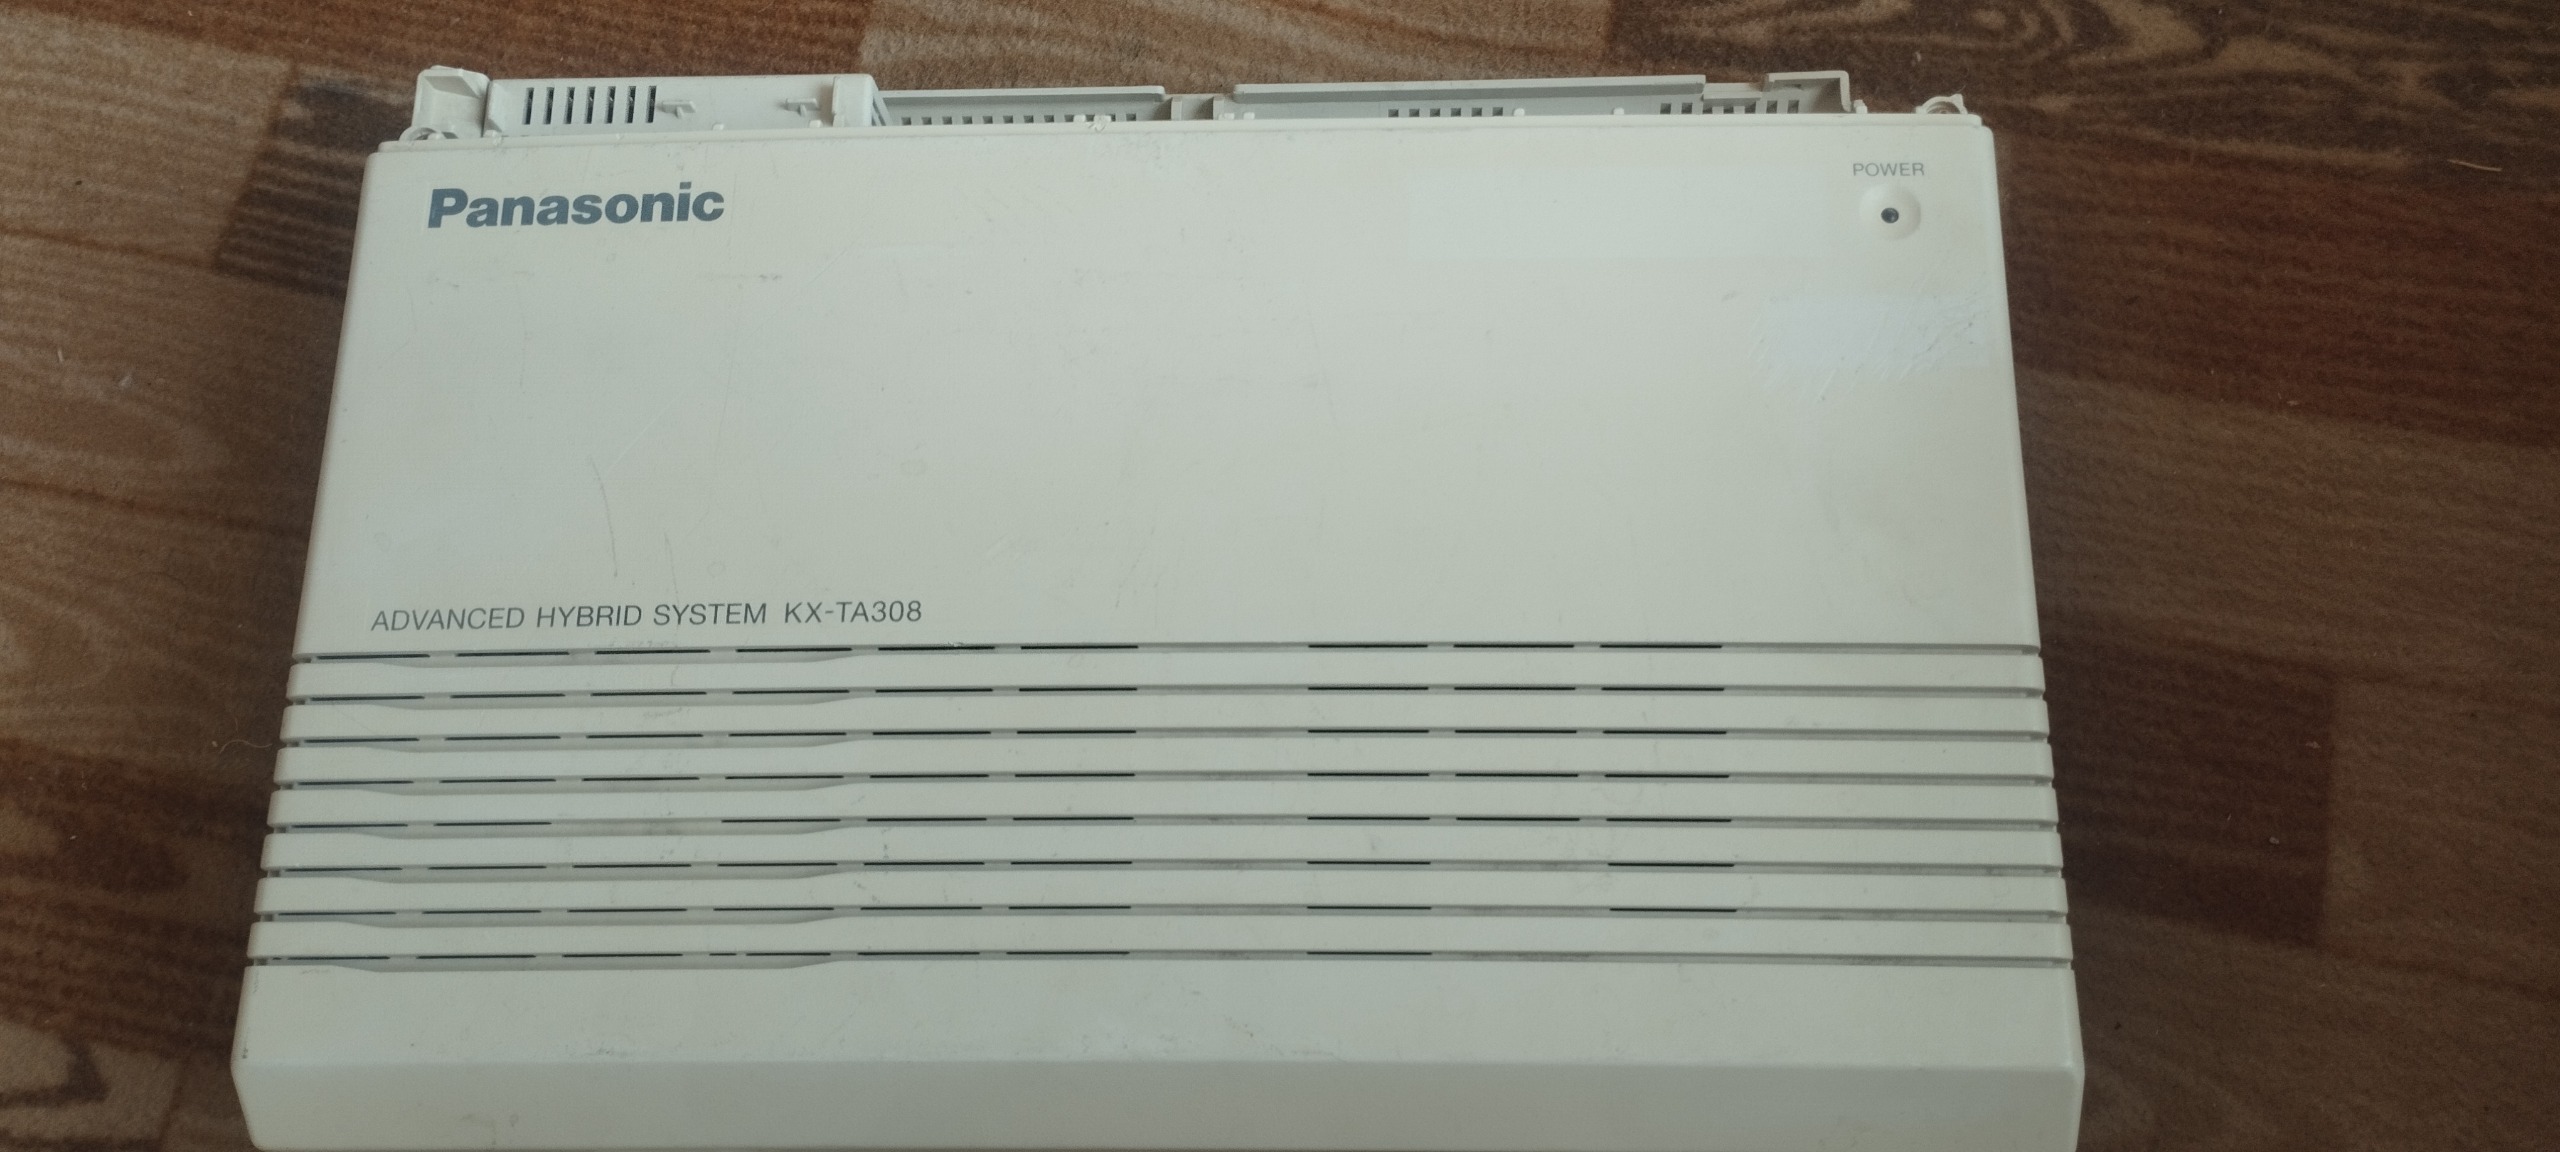 Panasonic
POWER
ADVANCED HYBRID SYSTEM KX-TA308